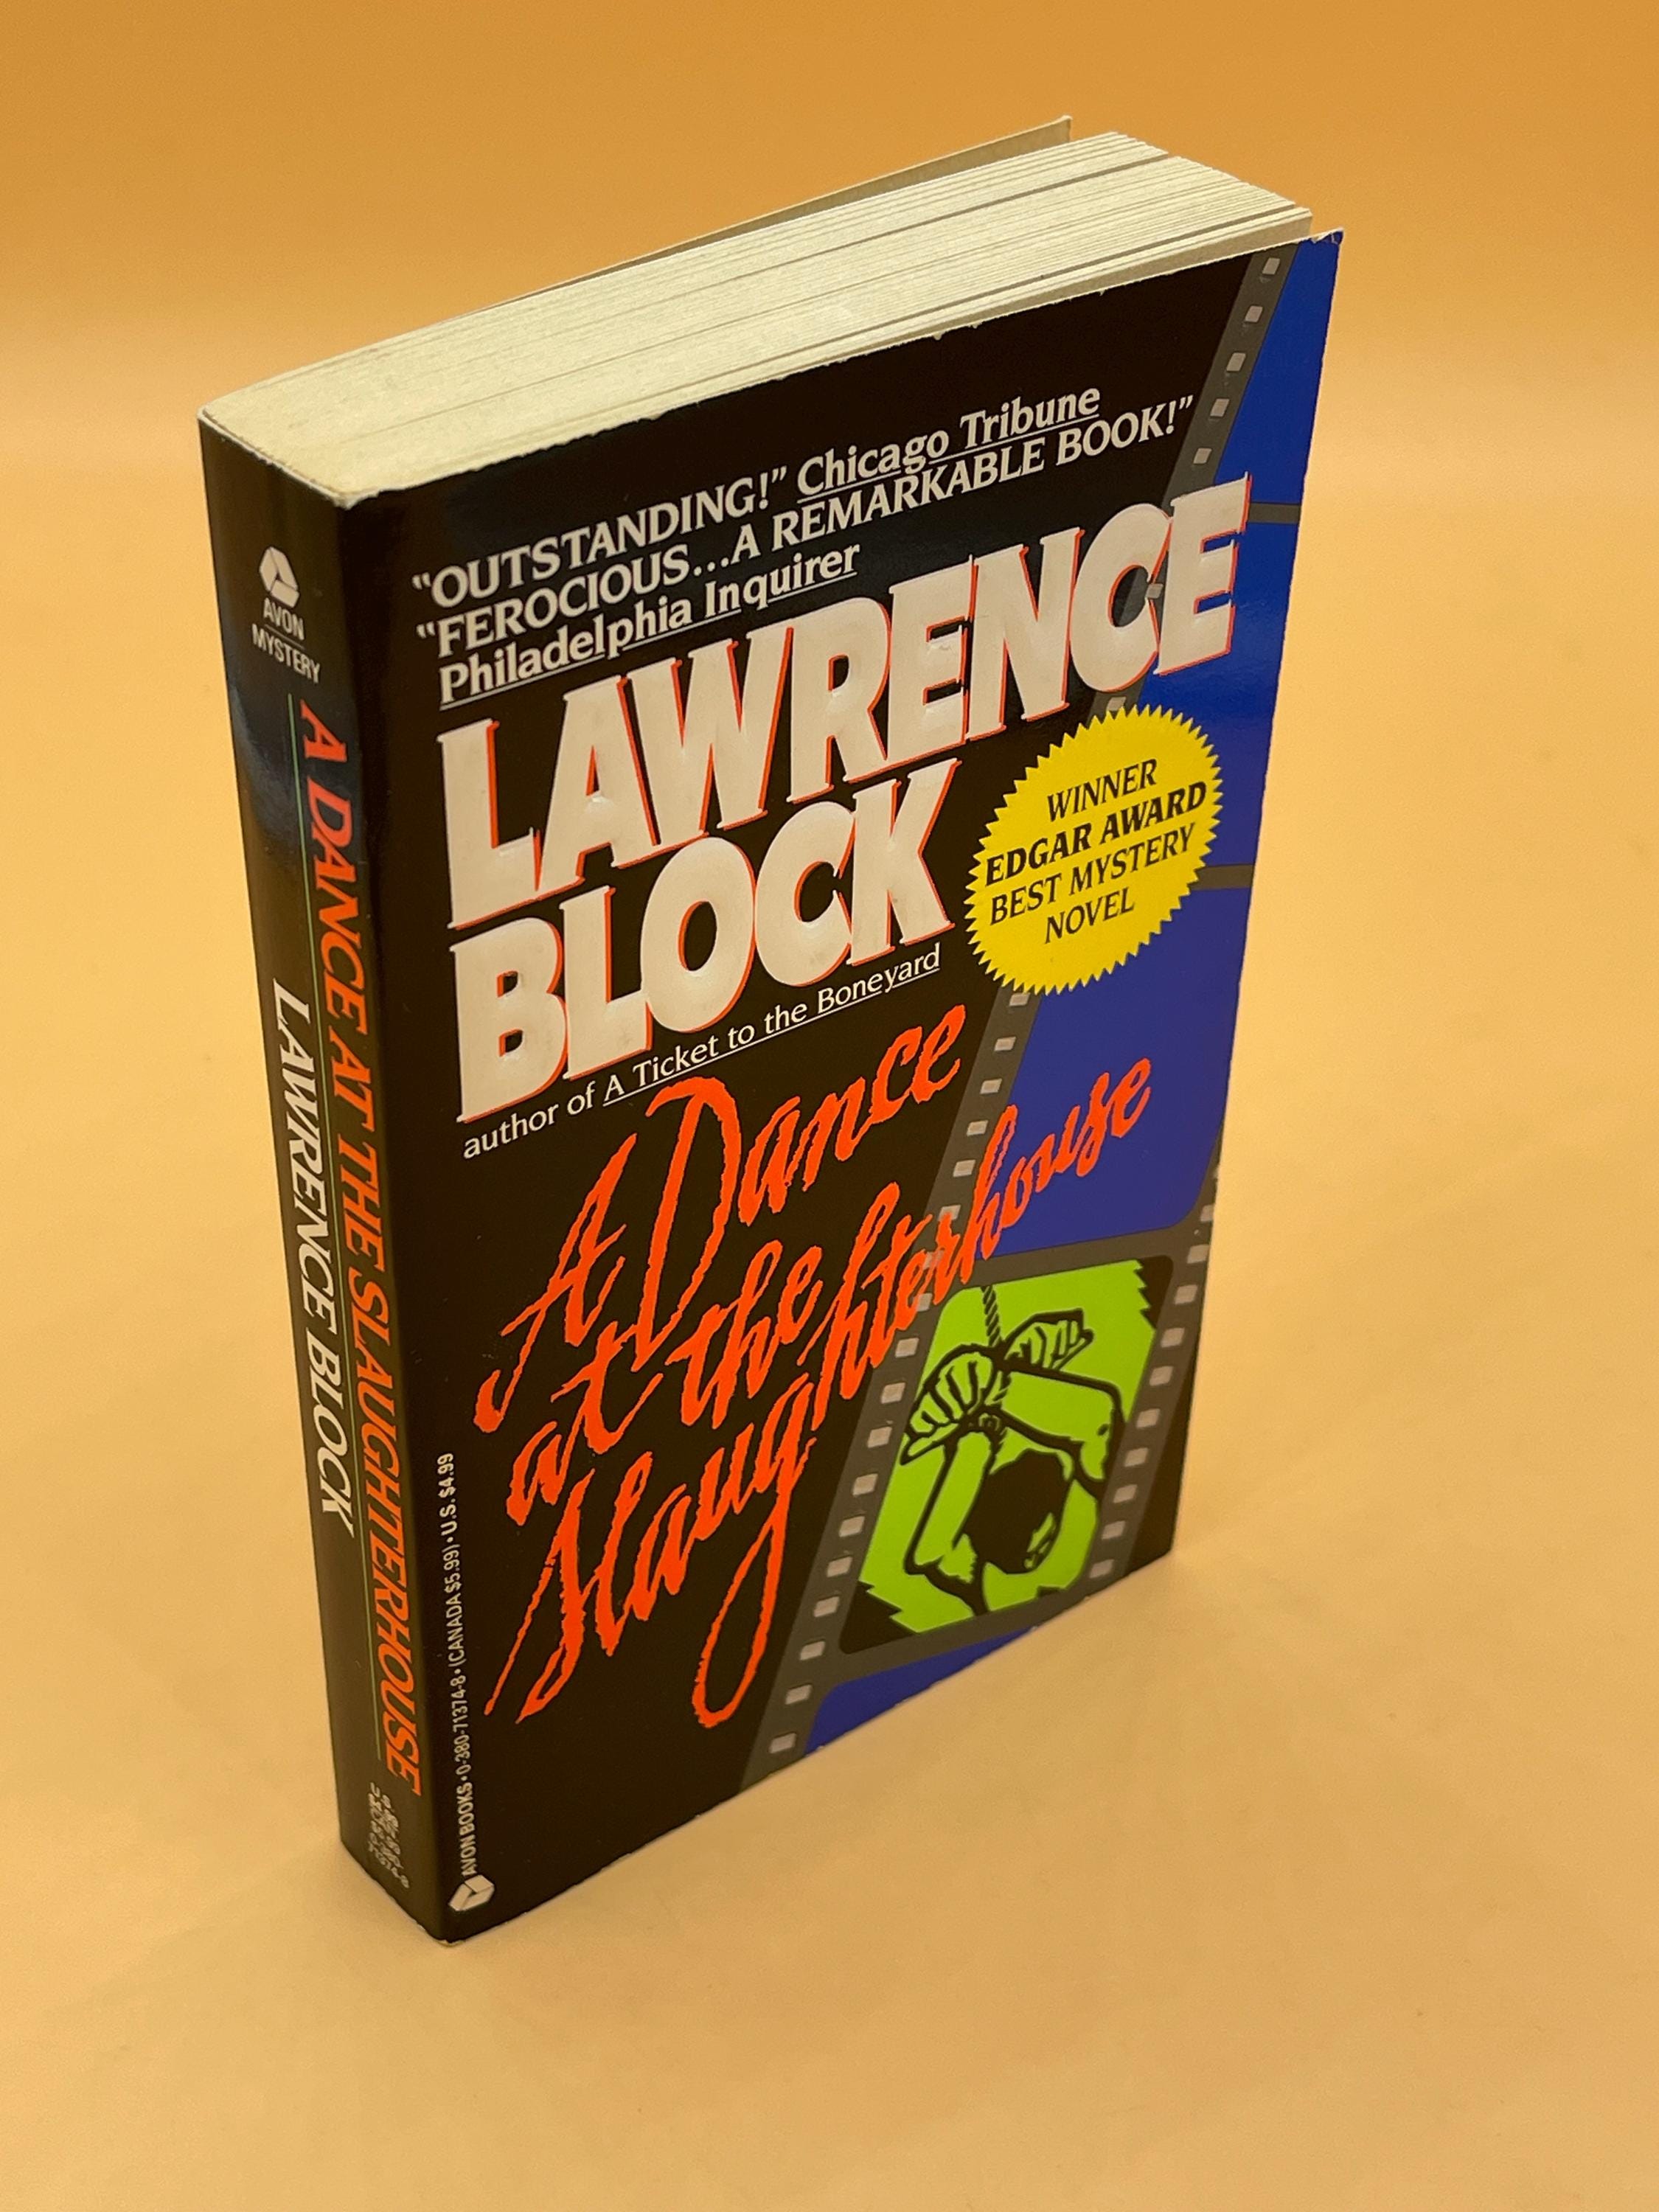 "OUTSTANDING!" Chicago Tribune
"FEROCIOUS...A REMARKABLE BOOK!"
Philadelphia Inquirer
LAWRENCE
BLOCK
author of A Ticket to the Boneyard
WINNER
EDGAR AWARD
BEST MYSTERY
NOVEL
A Dance
at the
Slaughterhouse
AVON BOOKS • 0-380-71374-8 • (CANADA $5.99) • U.S. $4.99
AVON
MYSTERY
A DANCE AT THE SLAUGHTERHOUSE
LAWRENCE BLOCK